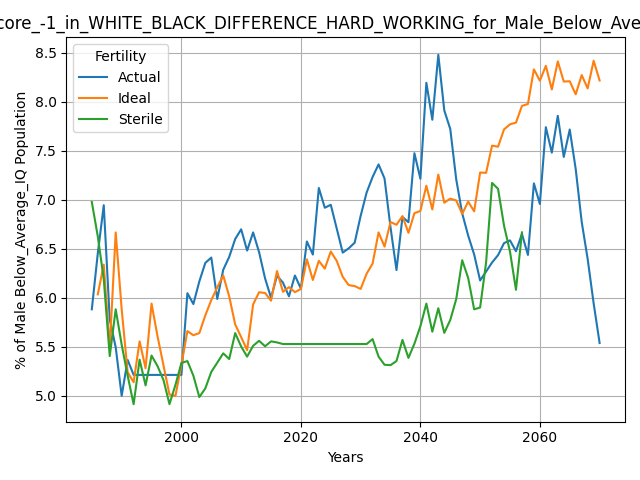 core_-1_in_WHITE_BLACK_DIFFERENCE_HARD_WORKING_for_Male_Below_Ave
Fertility
Actual
Ideal
Sterile
8.5
8.0
7.5
7.0
6.5
6.0
5.5
5.0
% of Male Below_Average_IQ Population
2000
2020
2040
2060
Years